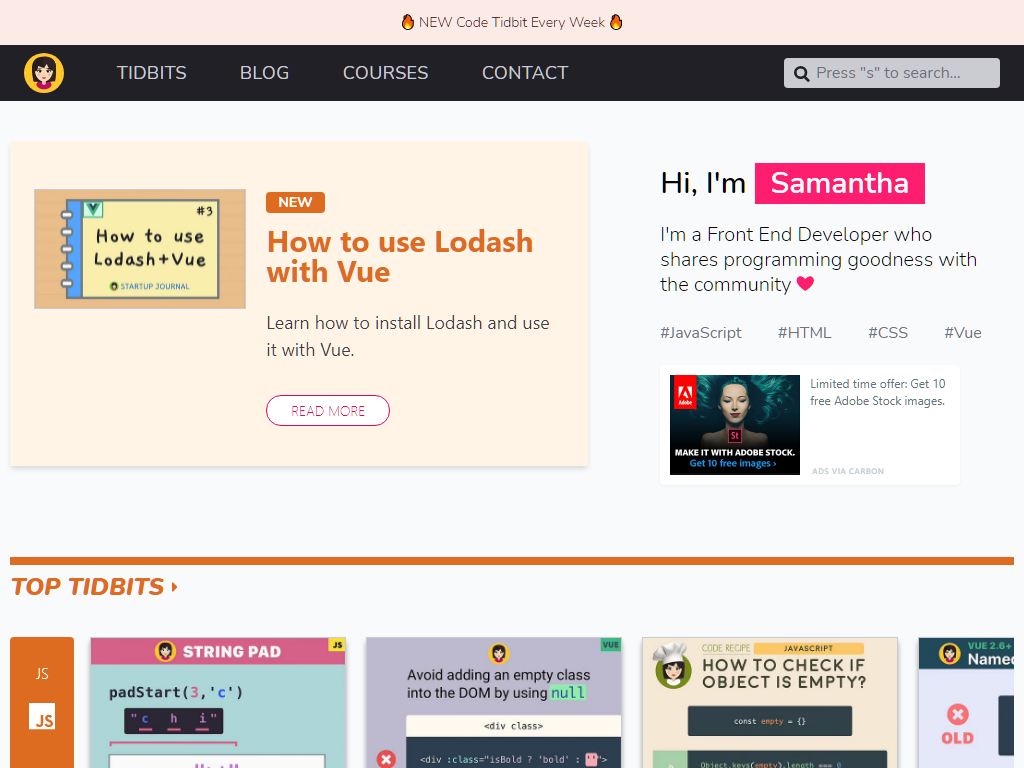 🔥 NEW Code Tidbit Every Week 🔥
TIDBITS BLOG COURSES CONTACT
Press "s" to search...
#3
How to use
Lodash+Vue
STARTUP JOURNAL
NEW
How to use Lodash
with Vue
Learn how to install Lodash and use
it with Vue.
READ MORE
Hi, I'm Samantha
I'm a Front End Developer who
shares programming goodness with
the community
#JavaScript #HTML #CSS #Vue
Adobe
St
MAKE IT WITH ADOBE STOCK.
Get 10 free images ›
Limited time offer: Get 10
free Adobe Stock images.
ADS VIA CARBON
TOP TIDBITS
JS
JS
STRING PAD
JS
padStart(3,'c')
"c h i"
VUE
Avoid adding an empty class
into the DOM by using null
<div class>
<div :class="isBold ? 'bold' : ">
CODE RECIPE JAVASCRIPT
HOW TO CHECK IF
OBJECT IS EMPTY?
const empty = {}
Object.keys(empty).length === 0
VUE 2.6+
Named
OLD